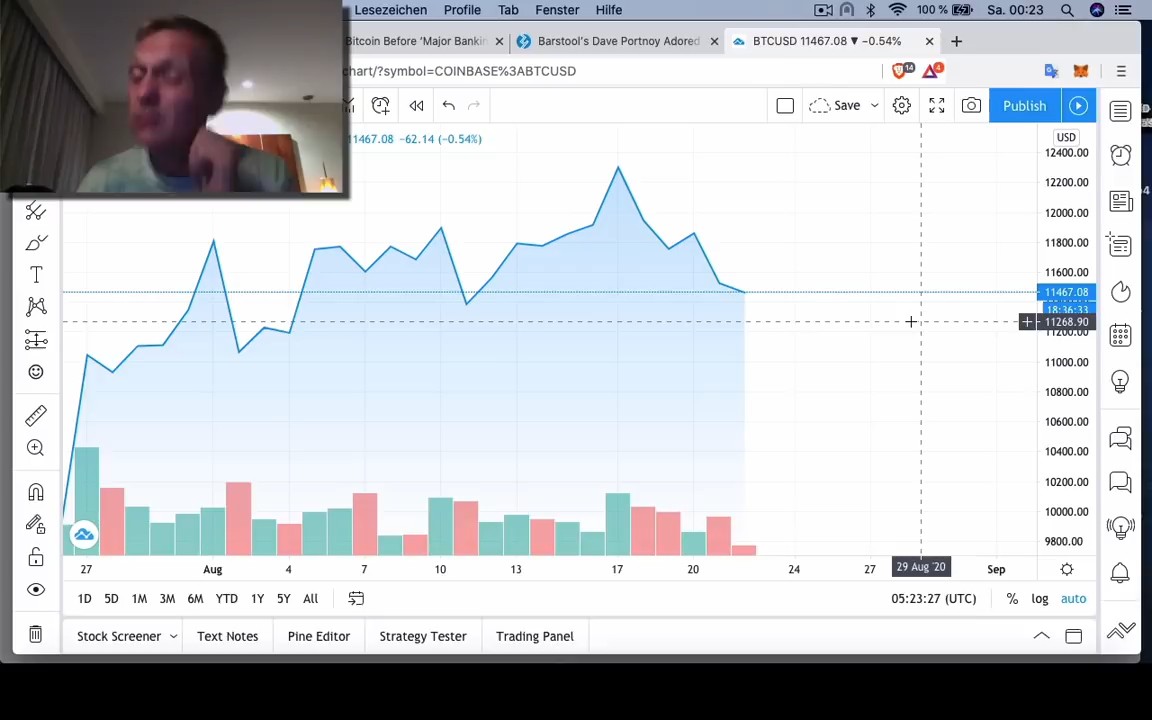 Lesezeichen Profile Tab Fenster Hilfe 100 % Sa. 00:23
Bitcoin Before ‘Major Bankin
Barstool's Dave Portnoy Adored
BTCUSD 11467.08 ▼ −0.54%
chart/?symbol=COINBASE%3ABTCUSD
14
4
Save
Publish
11467.08 −62.14 (−0.54%)
USD
12400.00
12200.00
12000.00
11800.00
11600.00
11467.08
18:36:33
11268.90
11200.00
11000.00
10800.00
10600.00
10400.00
10200.00
10000.00
9800.00
27 Aug 4 7 10 13 17 20 24 27 29 Aug '20 Sep
1D 5D 1M 3M 6M YTD 1Y 5Y All
05:23:27 (UTC) % log auto
Stock Screener Text Notes Pine Editor Strategy Tester Trading Panel